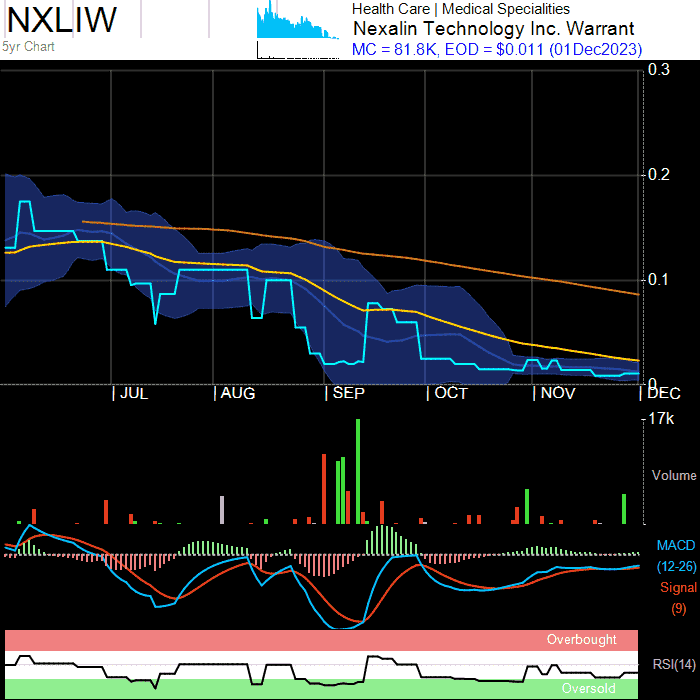 NXLIW
5yr Chart
Health Care | Medical Specialities
Nexalin Technology Inc. Warrant
MC = 81.8K, EOD = $0.011 (01Dec2023)
0.3
0.2
0.1
0
JUL AUG SEP OCT NOV DEC
17k
Volume
MACD
(12-26)
Signal
(9)
Overbought
RSI(14)
Oversold